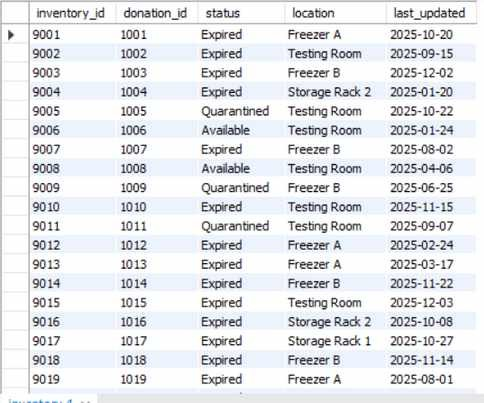 inventory_id donation_id status location last_updated
9001 1001 Expired Freezer A 2025-10-20
9002 1002 Expired Testing Room 2025-09-15
9003 1003 Expired Freezer B 2025-12-02
9004 1004 Expired Storage Rack 2 2025-01-20
9005 1005 Quarantined Testing Room 2025-10-22
9006 1006 Available Testing Room 2025-01-24
9007 1007 Expired Freezer B 2025-08-02
9008 1008 Available Testing Room 2025-04-06
9009 1009 Quarantined Freezer B 2025-06-25
9010 1010 Expired Testing Room 2025-11-15
9011 1011 Quarantined Testing Room 2025-09-07
9012 1012 Expired Freezer A 2025-02-24
9013 1013 Expired Freezer A 2025-03-17
9014 1014 Expired Freezer B 2025-11-22
9015 1015 Expired Testing Room 2025-12-03
9016 1016 Expired Storage Rack 2 2025-10-08
9017 1017 Expired Storage Rack 1 2025-10-27
9018 1018 Expired Freezer B 2025-11-14
9019 1019 Expired Freezer A 2025-08-01